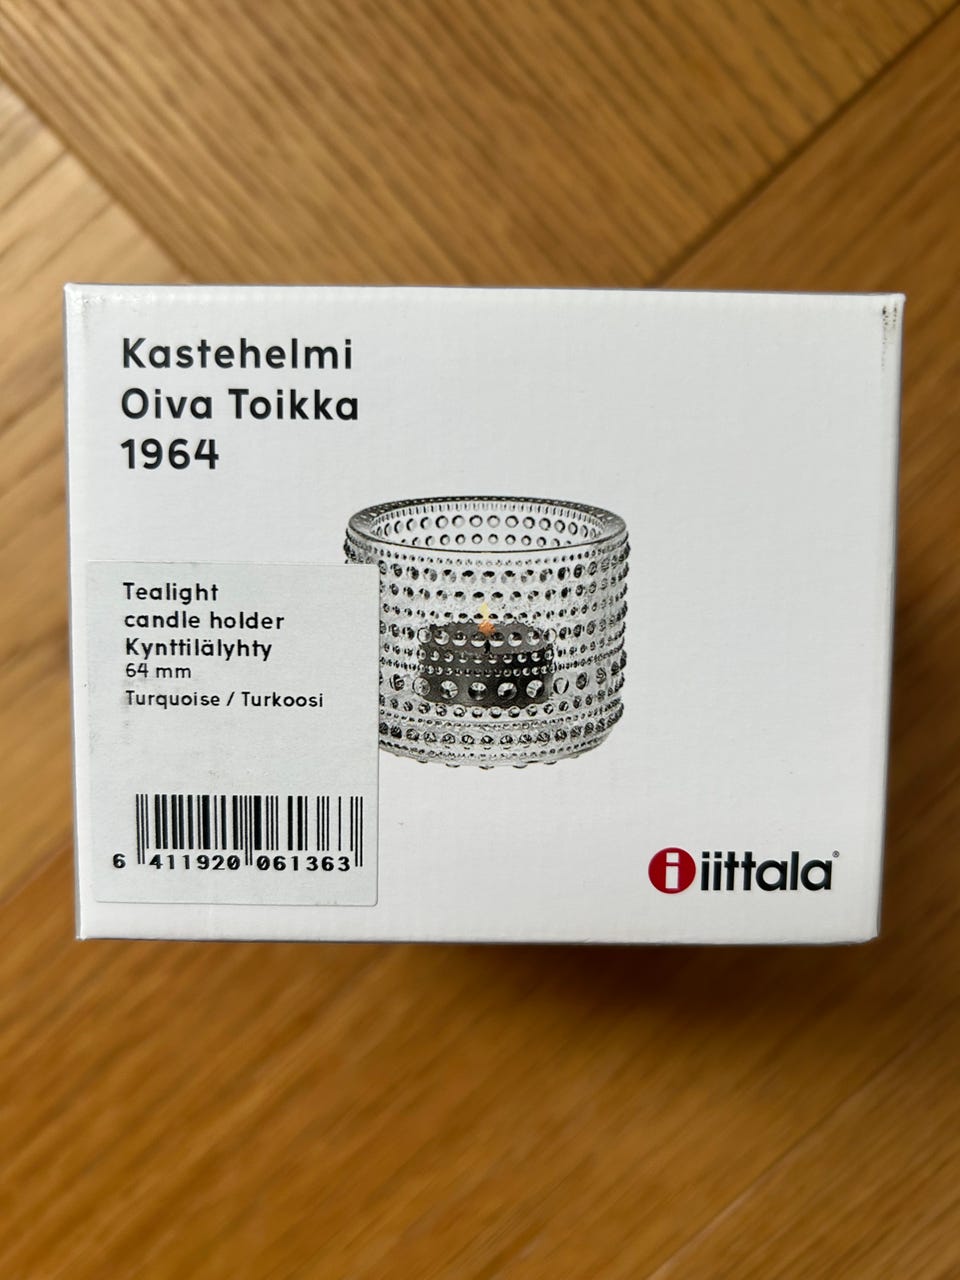 Kastehelmi
Oiva Toikka
1964
Tealight
candle holder
Kynttilälyhty
64 mm
Turquoise / Turkoosi
6 411920 061363
iittala®